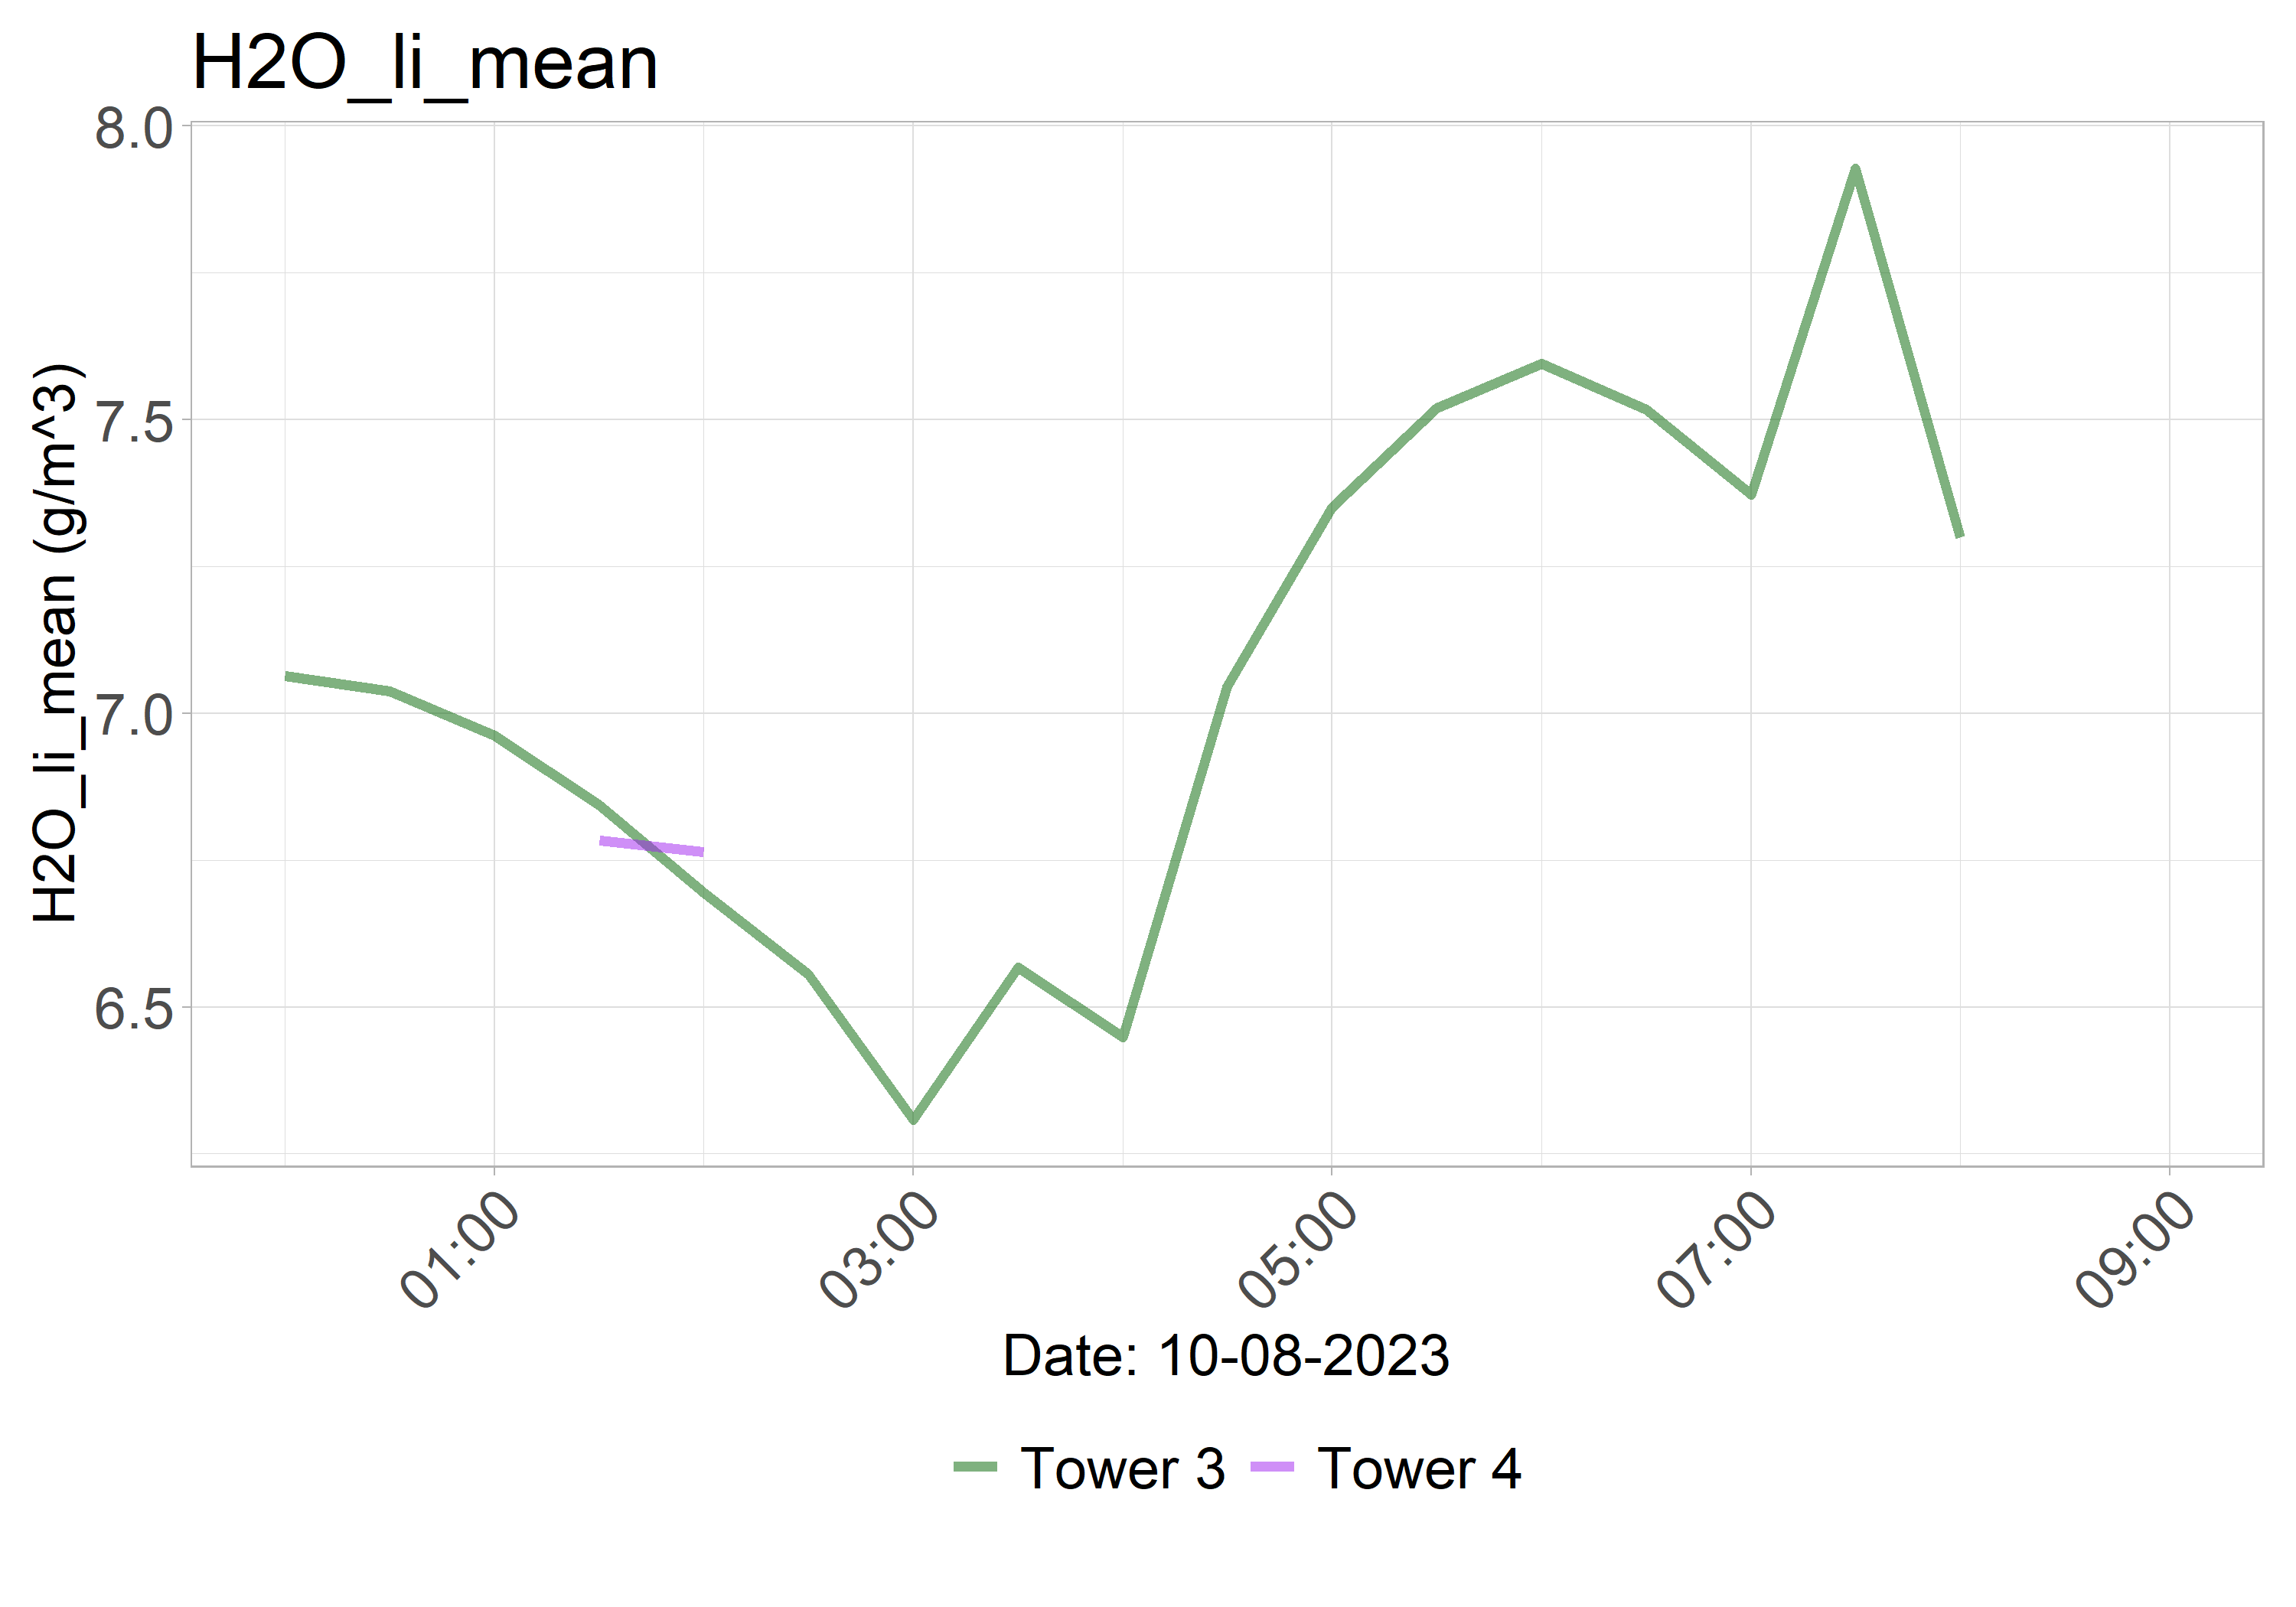 H2O_li_mean
8.0
7.5
7.0
6.5
H2O_li_mean (g/m^3)
01:00
03:00
05:00
07:00
09:00
Date: 10-08-2023
Tower 3
Tower 4